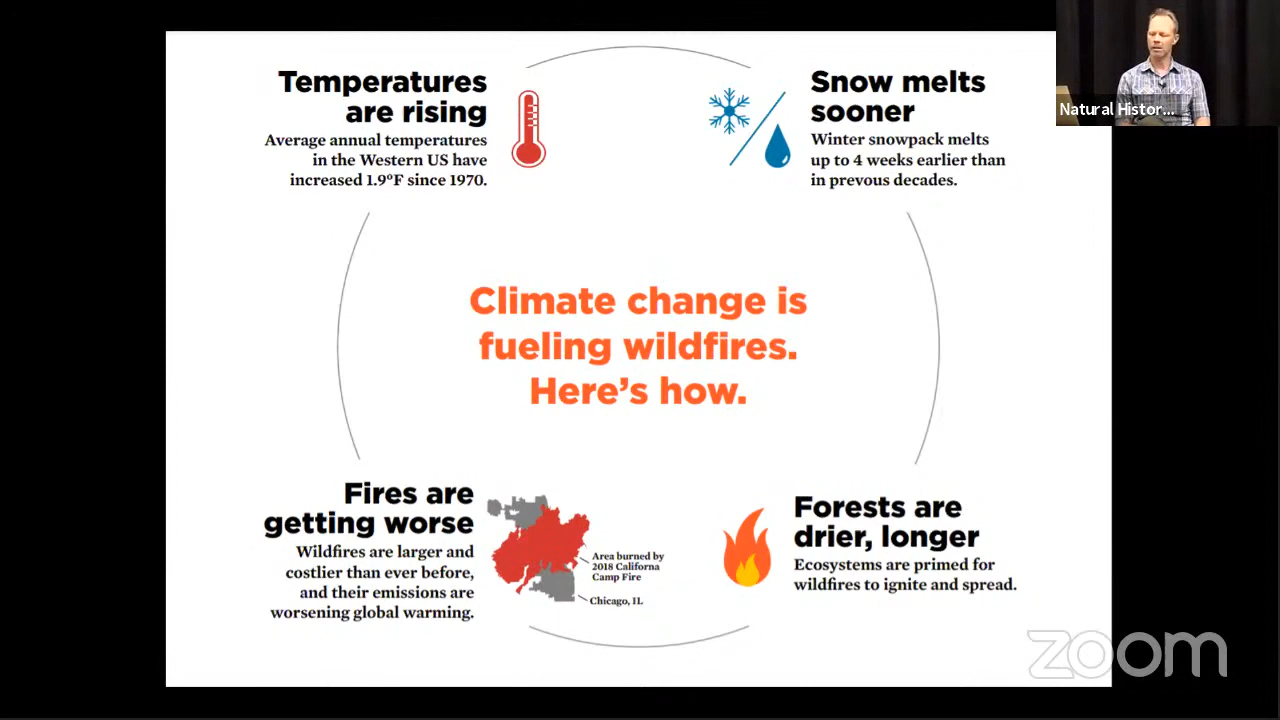 Temperatures
are rising
Average annual temperatures
in the Western US have
increased 1.9°F since 1970.
Snow melts
sooner
Winter snowpack melts
up to 4 weeks earlier than
in prevous decades.
Natural Histor...
Climate change is
fueling wildfires.
Here's how.
Fires are
getting worse
Wildfires are larger and
costlier than ever before,
and their emissions are
worsening global warming.
Area burned by
2018 Californa
Camp Fire
Chicago, IL
Forests are
drier, longer
Ecosystems are primed for
wildfires to ignite and spread.
zoom